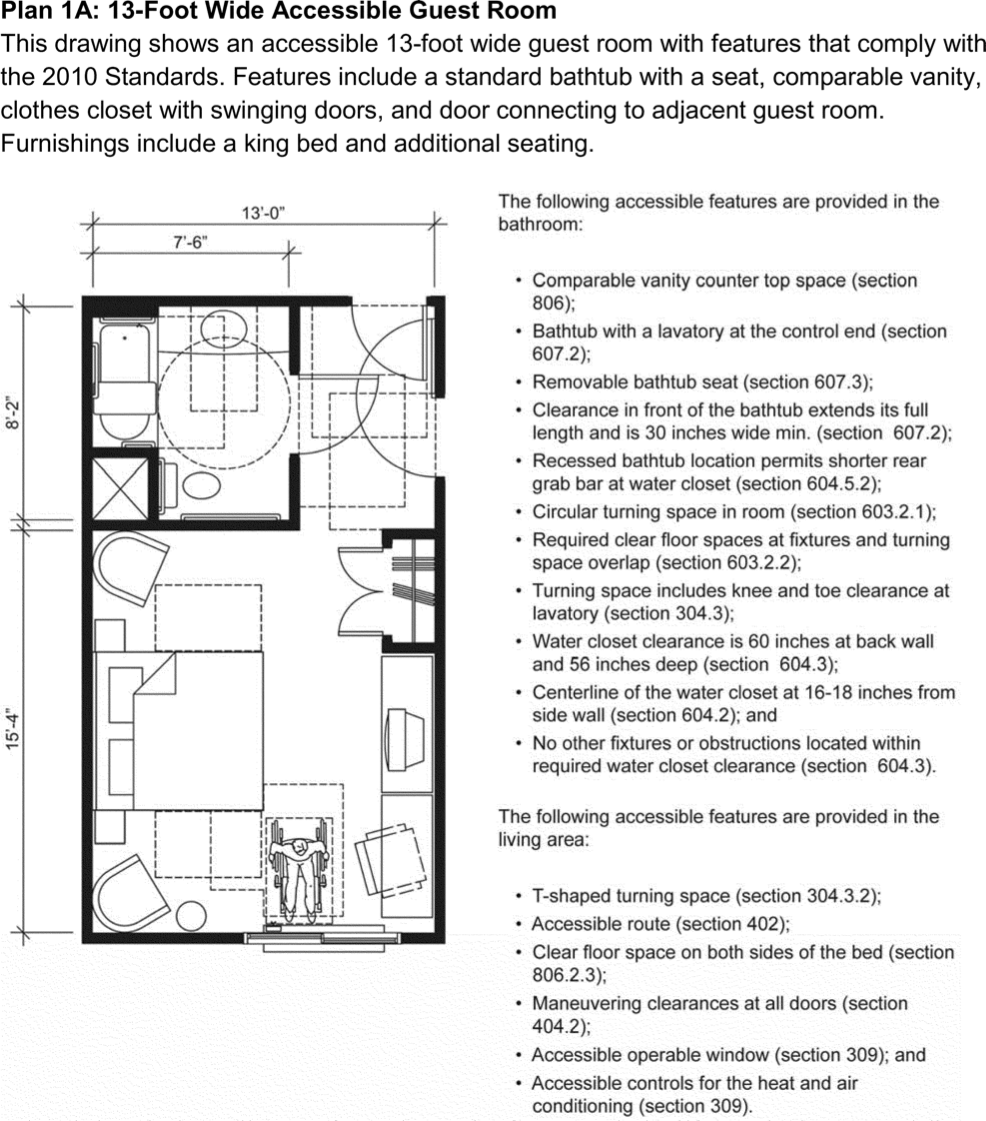 Plan 1A: 13-Foot Wide Accessible Guest Room
This drawing shows an accessible 13-foot wide guest room with features that comply with
the 2010 Standards. Features include a standard bathtub with a seat, comparable vanity,
clothes closet with swinging doors, and door connecting to adjacent guest room.
Furnishings include a king bed and additional seating.
13'-0"
7'-6"
8'-2"
15'-4"
The following accessible features are provided in the
bathroom:
• Comparable vanity counter top space (section
806);
• Bathtub with a lavatory at the control end (section
607.2);
• Removable bathtub seat (section 607.3);
• Clearance in front of the bathtub extends its full
length and is 30 inches wide min. (section 607.2);
• Recessed bathtub location permits shorter rear
grab bar at water closet (section 604.5.2);
• Circular turning space in room (section 603.2.1);
• Required clear floor spaces at fixtures and turning
space overlap (section 603.2.2);
• Turning space includes knee and toe clearance at
lavatory (section 304.3);
• Water closet clearance is 60 inches at back wall
and 56 inches deep (section 604.3);
• Centerline of the water closet at 16-18 inches from
side wall (section 604.2); and
• No other fixtures or obstructions located within
required water closet clearance (section 604.3).
The following accessible features are provided in the
living area:
• T-shaped turning space (section 304.3.2);
• Accessible route (section 402);
• Clear floor space on both sides of the bed (section
806.2.3);
• Maneuvering clearances at all doors (section
404.2);
• Accessible operable window (section 309); and
• Accessible controls for the heat and air
conditioning (section 309).